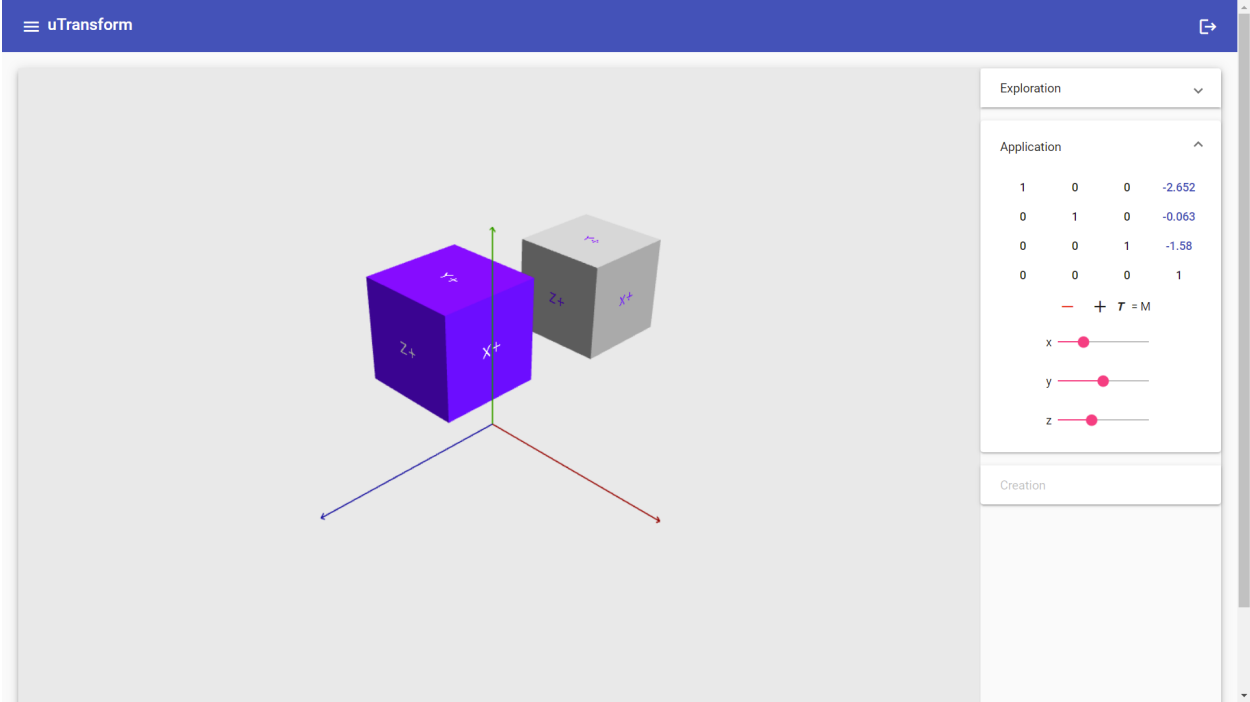 uTransform
Exploration
Application
1 0 0 -2.652
0 1 0 -0.063
0 0 1 -1.58
0 0 0 1
− + T = M
x
y
z
Creation
Y+
Z+
X+
Y+
Z+
X+